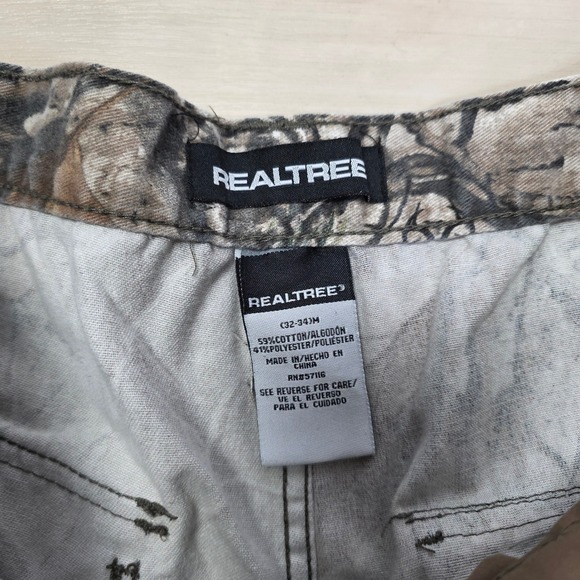 REALTREE
REALTREE®
(32-34)M
59%COTTON/ALGODÓN
41%POLYESTER/POLIÉSTER
MADE IN/HECHO EN
CHINA
RN#57116
SEE REVERSE FOR CARE/
VE EL REVERSO
PARA EL CUIDADO